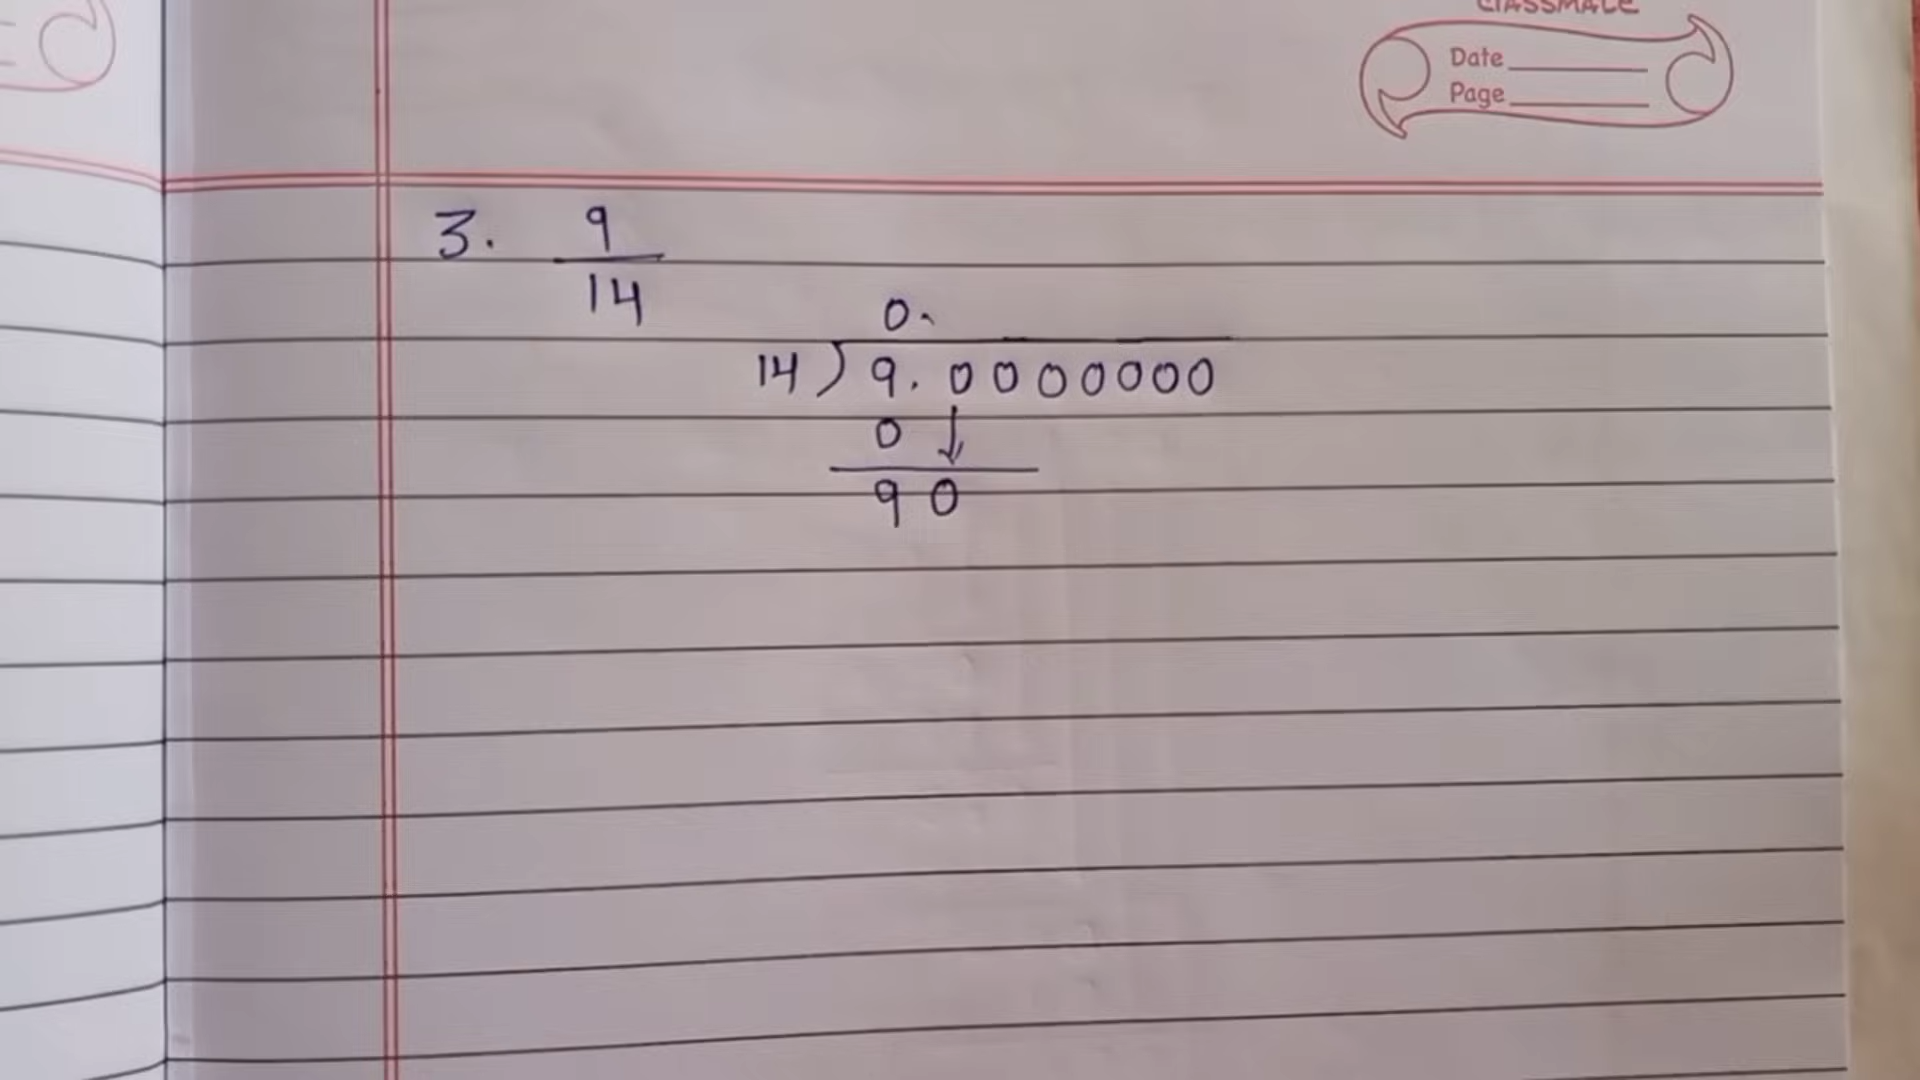 classmate
Date
Page
3. 9
14
0.
14 ) 9.0000000
0 ↓
90